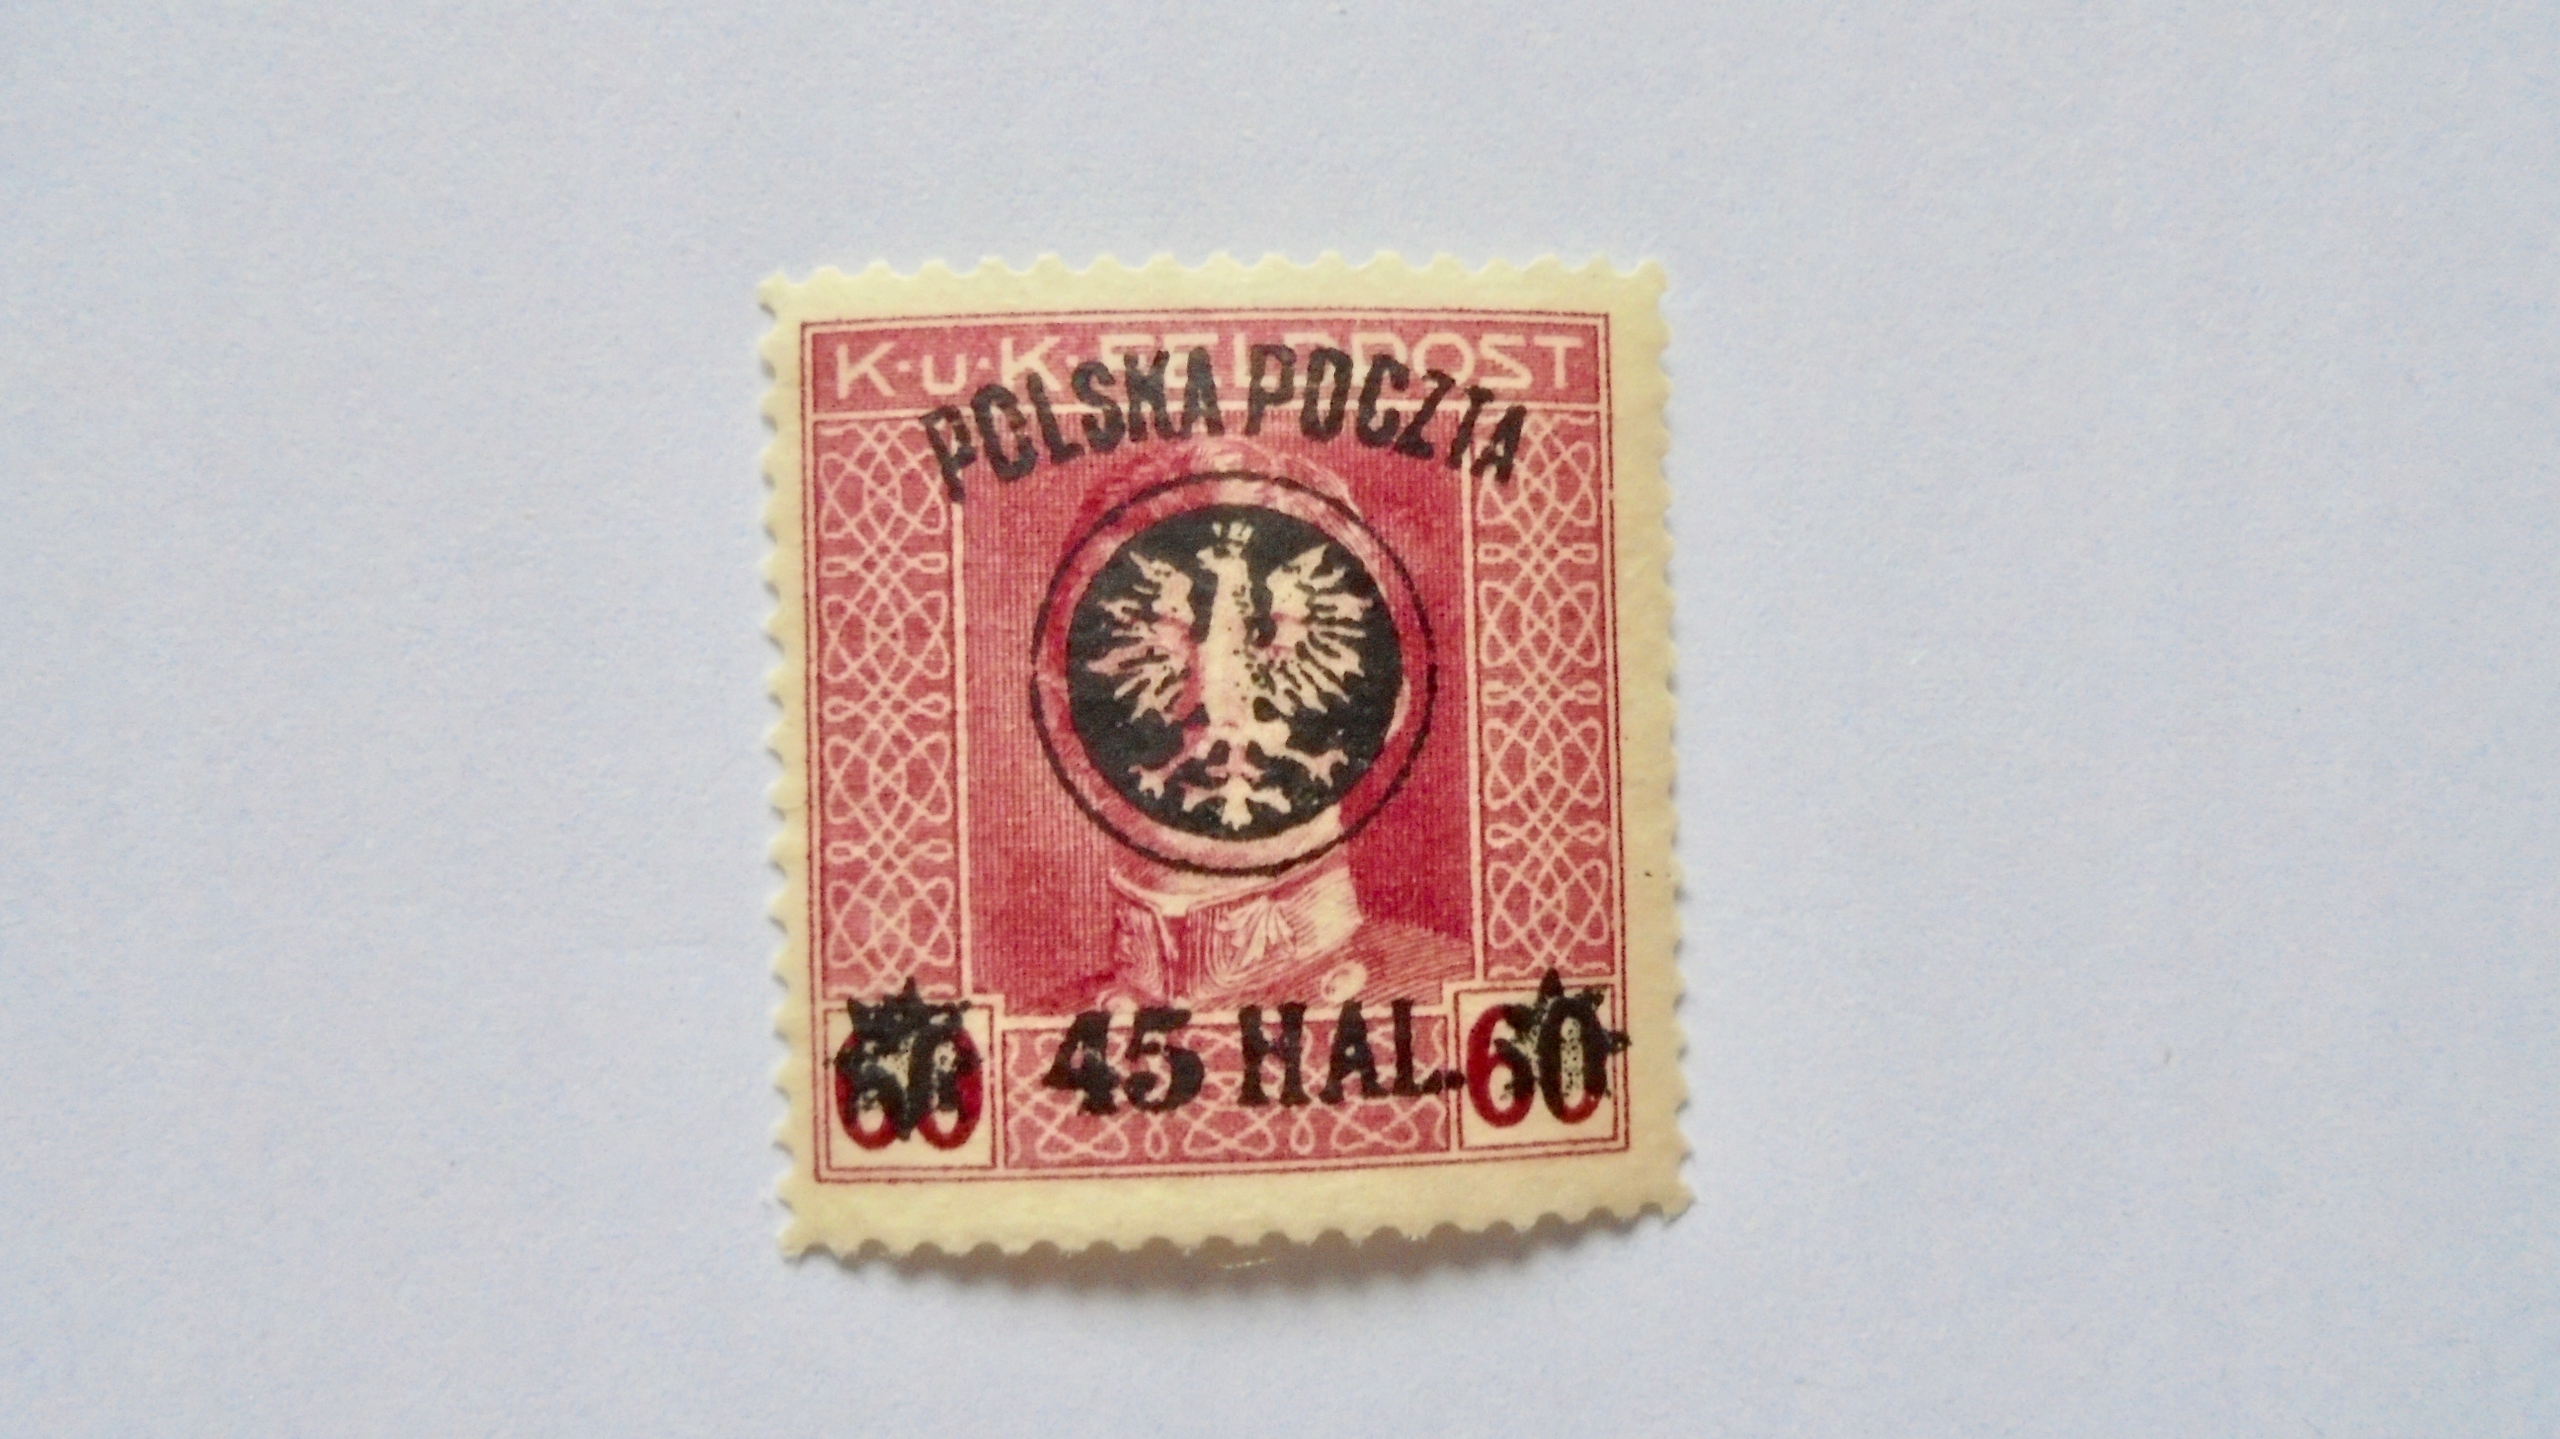 K·u·K·FELDPOST
POLSKA POCZTA
60 45 HAL. 60